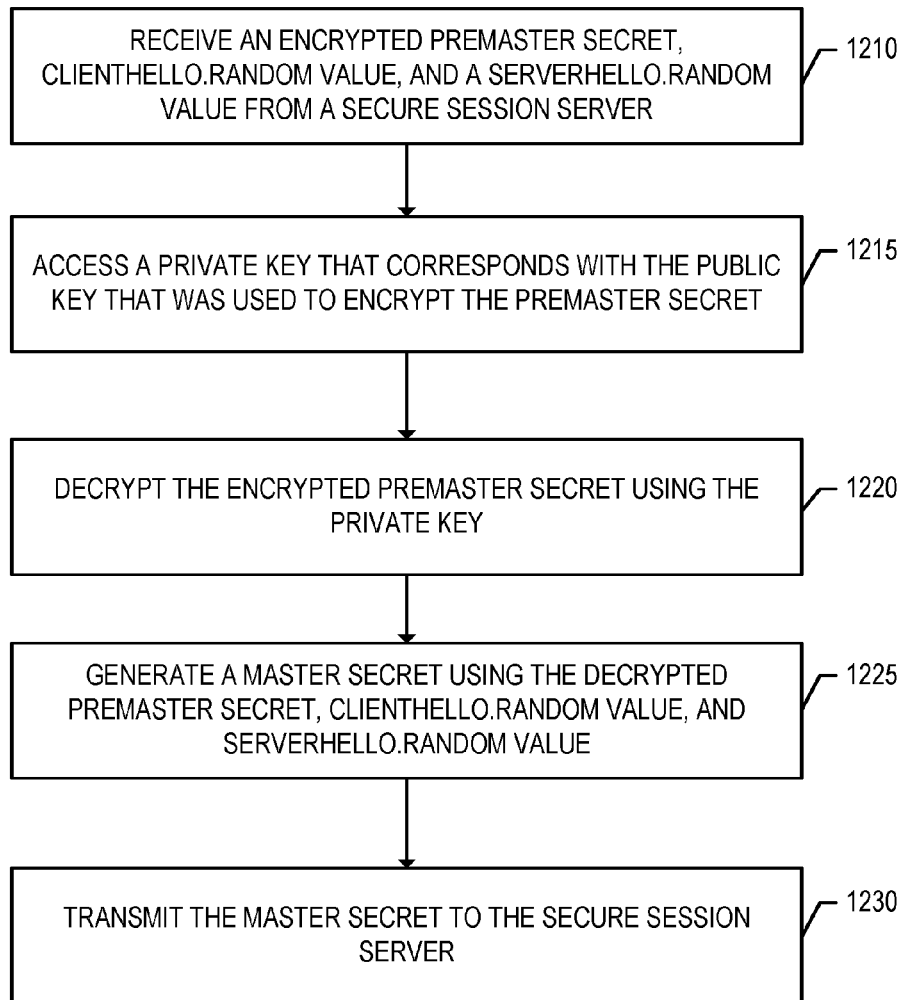 RECEIVE AN ENCRYPTED PREMASTER SECRET,
CLIENTHELLO.RANDOM VALUE, AND A SERVERHELLO.RANDOM
VALUE FROM A SECURE SESSION SERVER
1210
ACCESS A PRIVATE KEY THAT CORRESPONDS WITH THE PUBLIC
KEY THAT WAS USED TO ENCRYPT THE PREMASTER SECRET
1215
DECRYPT THE ENCRYPTED PREMASTER SECRET USING THE
PRIVATE KEY
1220
GENERATE A MASTER SECRET USING THE DECRYPTED
PREMASTER SECRET, CLIENTHELLO.RANDOM VALUE, AND
SERVERHELLO.RANDOM VALUE
1225
TRANSMIT THE MASTER SECRET TO THE SECURE SESSION
SERVER
1230